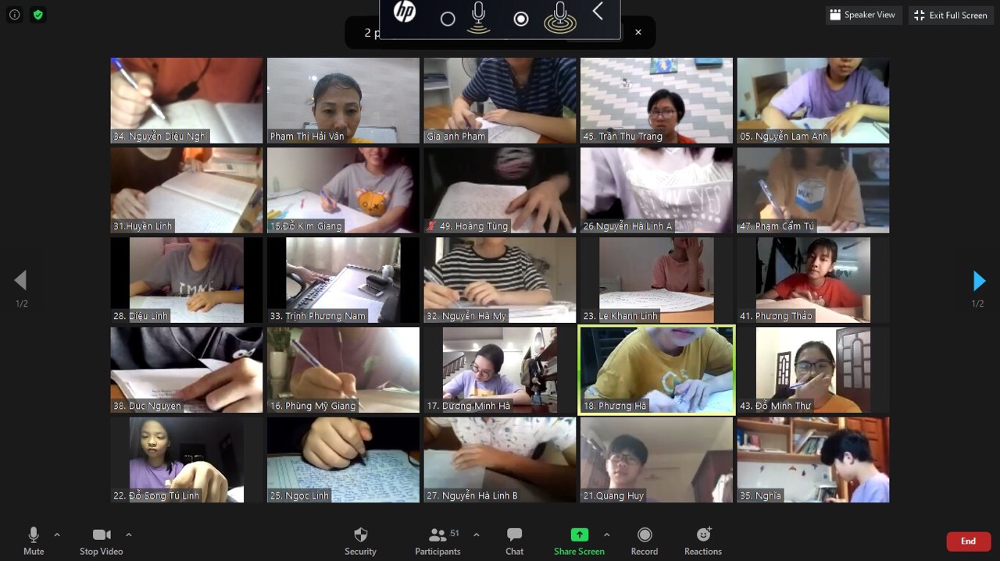 hp
Speaker View
Exit Full Screen
2 p
×
34. Nguyễn Diệu Nghi
Phạm Thị Hải Vân
Gia anh Pham
45. Trần Thu Trang
05. Nguyễn Lam Anh
31.Huyền Linh
15.Đỗ Kim Giang
49. Hoàng Tùng
26.Nguyễn Hà Linh A
MILK
47. Phạm Cẩm Tú
28. Diệu Linh
33. Trịnh Phương Nam
32. Nguyễn Hà My
23. Le Khanh Linh
41. Phương Thảo
38. Duc Nguyen
16. Phùng Mỹ Giang
17. Dương Minh Hà
18. Phương Hà
43. Đỗ Minh Thư
22. Đỗ Song Tú Linh
25. Ngọc Linh
27. Nguyễn Hà Linh B
21.Quang Huy
35. Nghĩa
1/2
1/2
Mute
Stop Video
Security
Participants
51
Chat
Share Screen
Record
Reactions
End